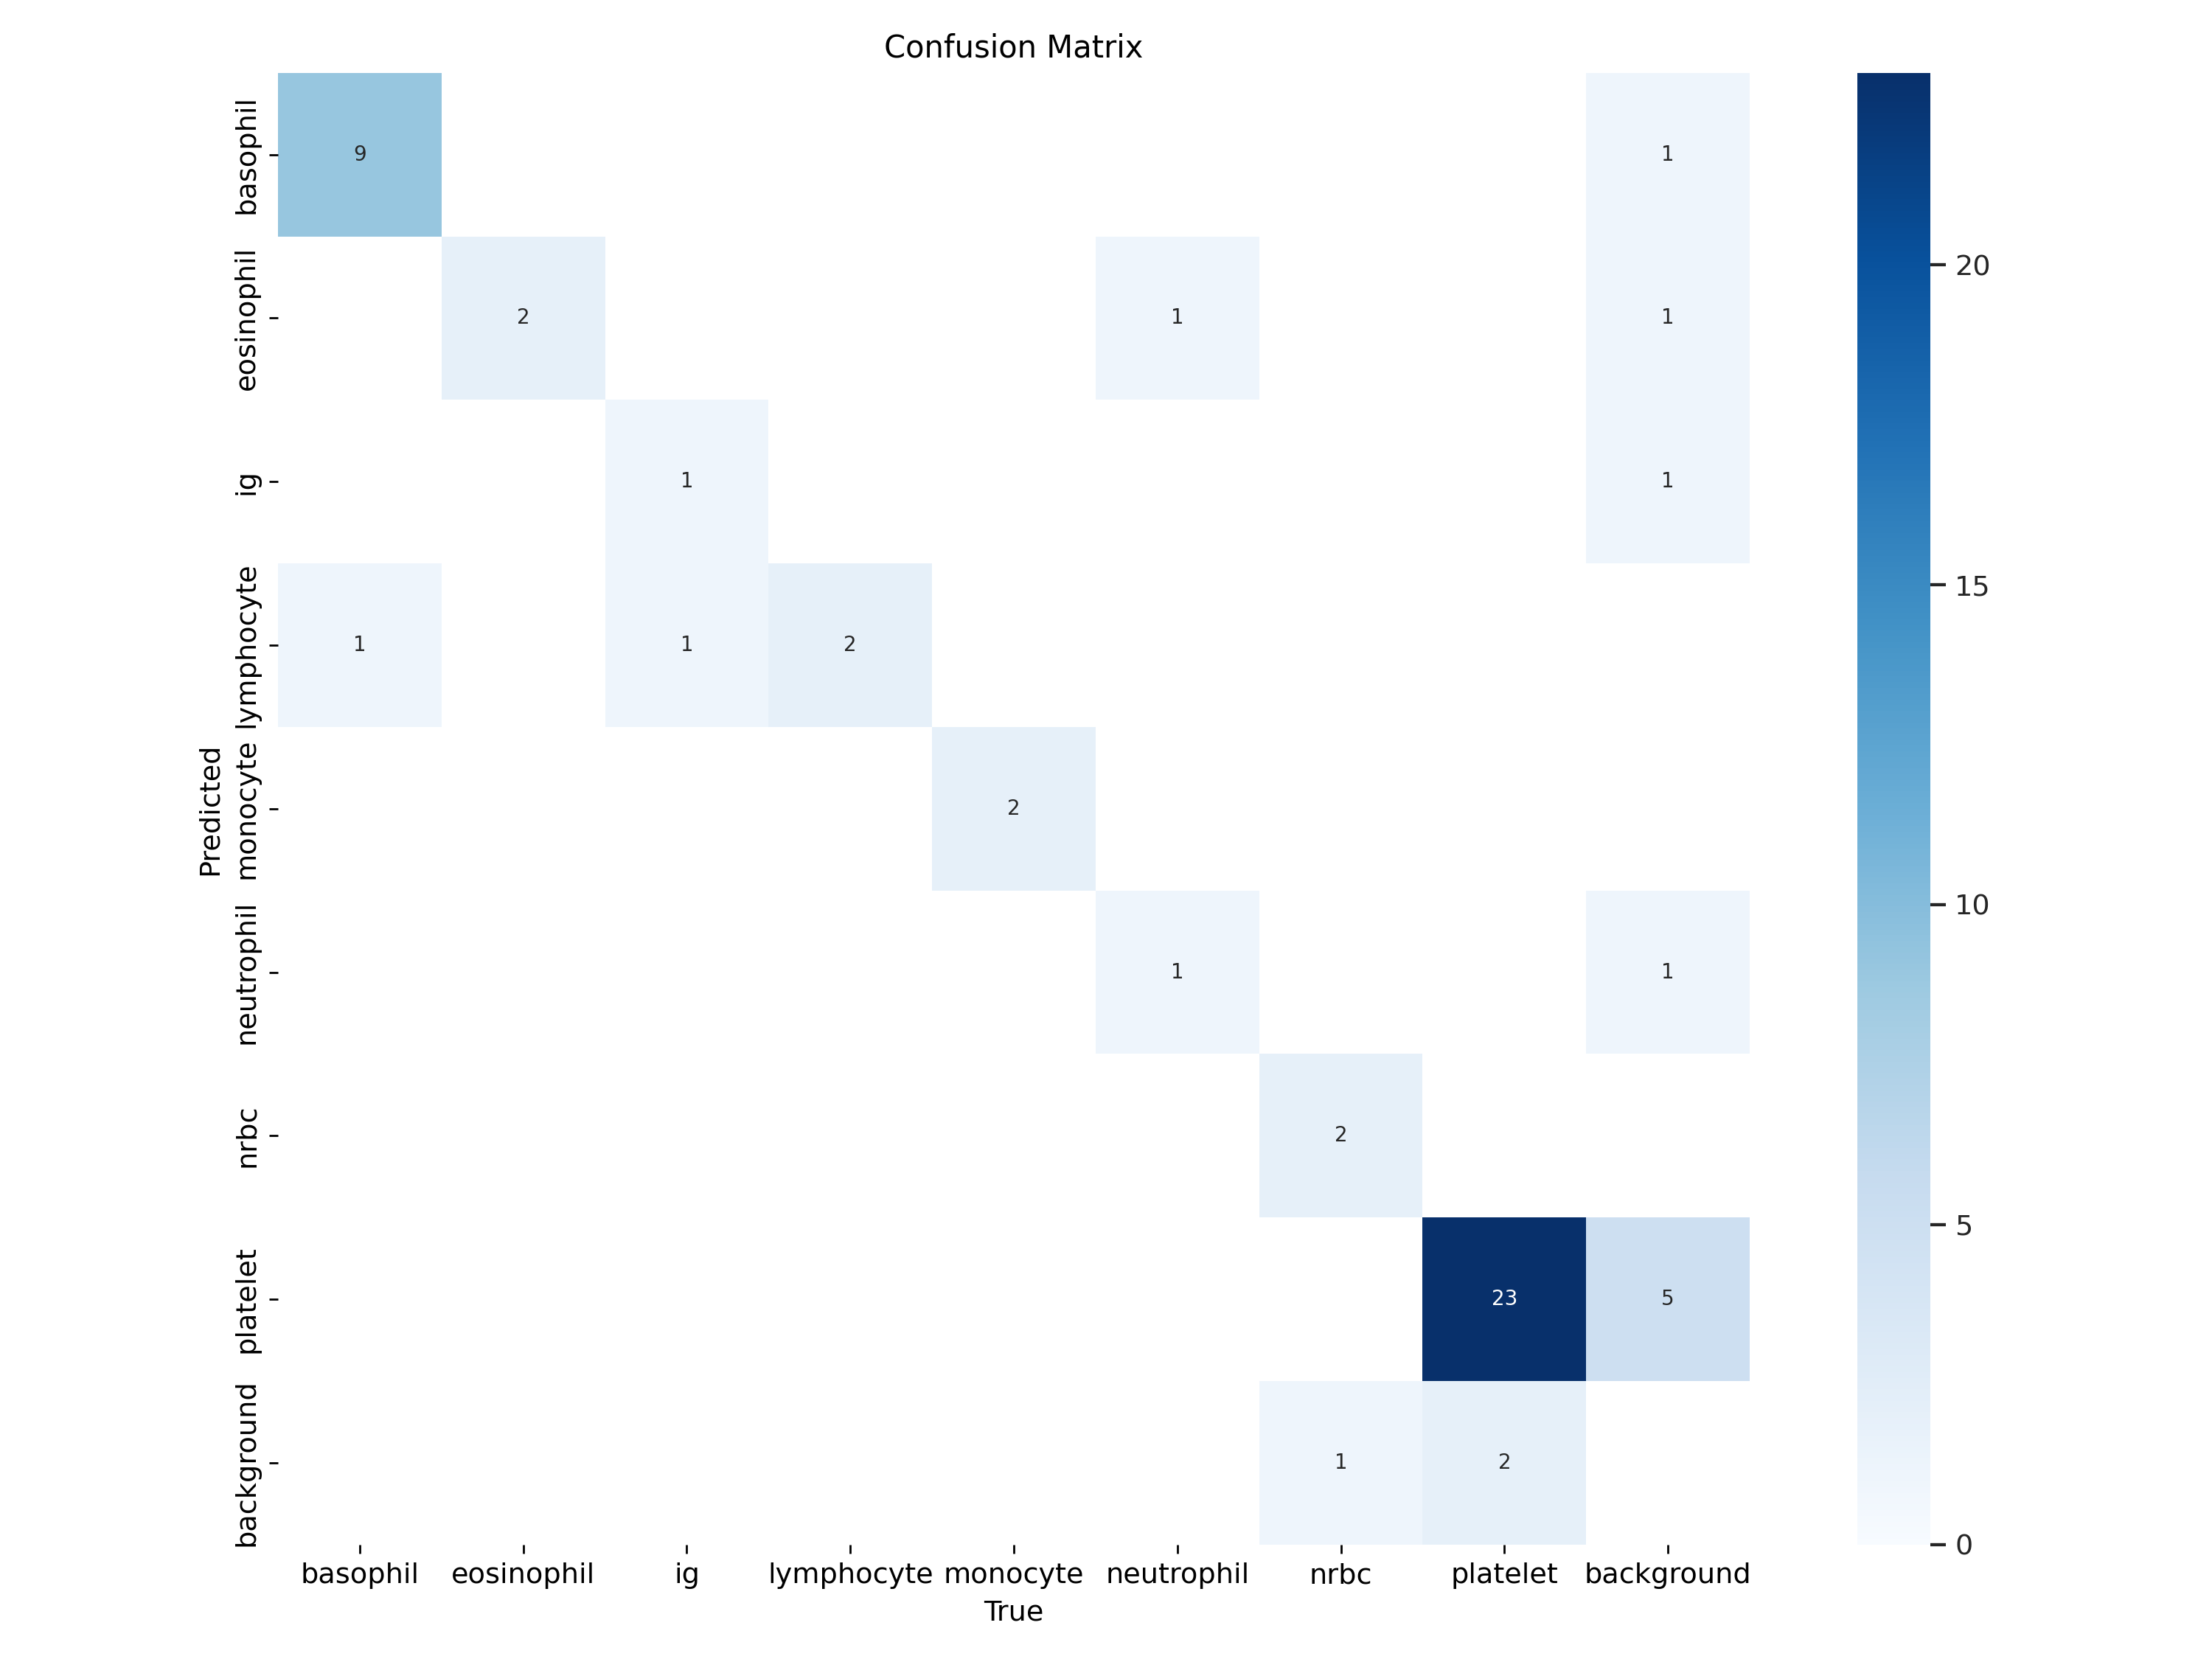 Confusion Matrix
Predicted
basophil
9
1
eosinophil
2
1
1
ig
1
1
lymphocyte
1
1
2
monocyte
2
neutrophil
1
1
nrbc
2
platelet
23
5
background
1
2
basophil eosinophil ig lymphocyte monocyte neutrophil nrbc platelet background
True
20
15
10
5
0